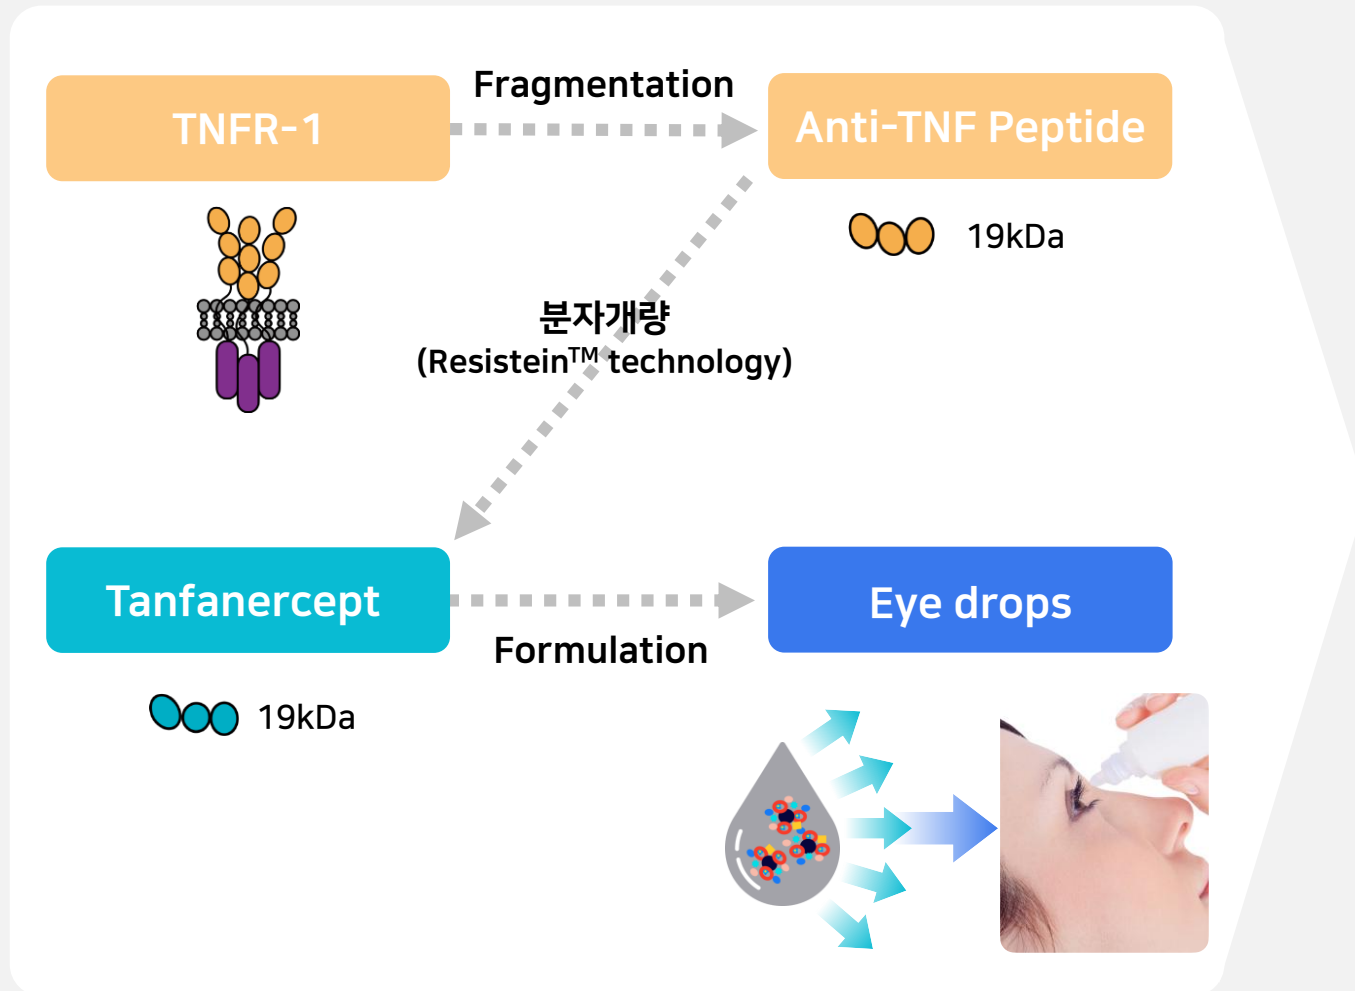 TNFR-1
Fragmentation
Anti-TNF Peptide
19kDa
분자개량
(Resistein™ technology)
Tanfanercept
Formulation
Eye drops
19kDa